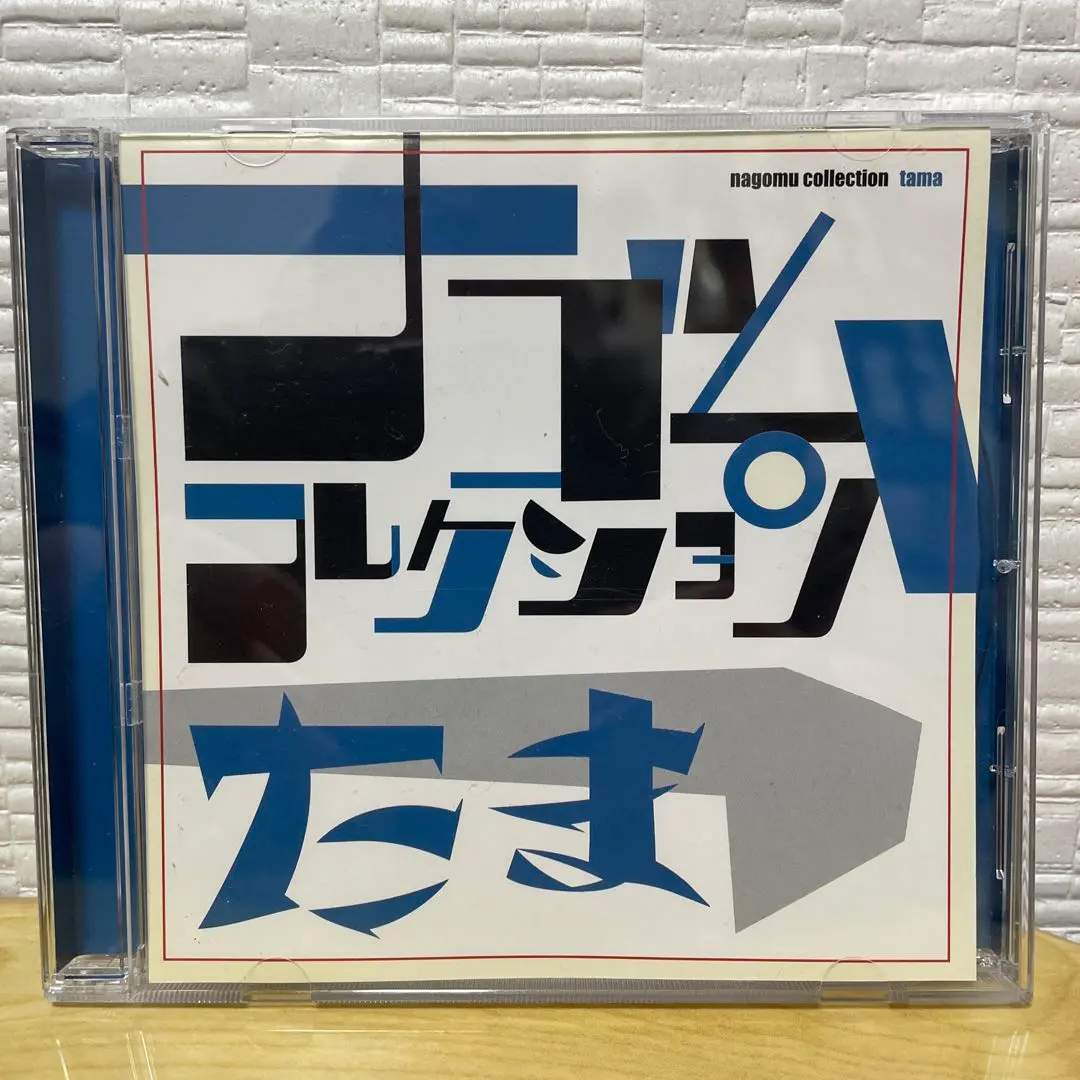 nagomu collection tama
ナゴム
コレクション
たま